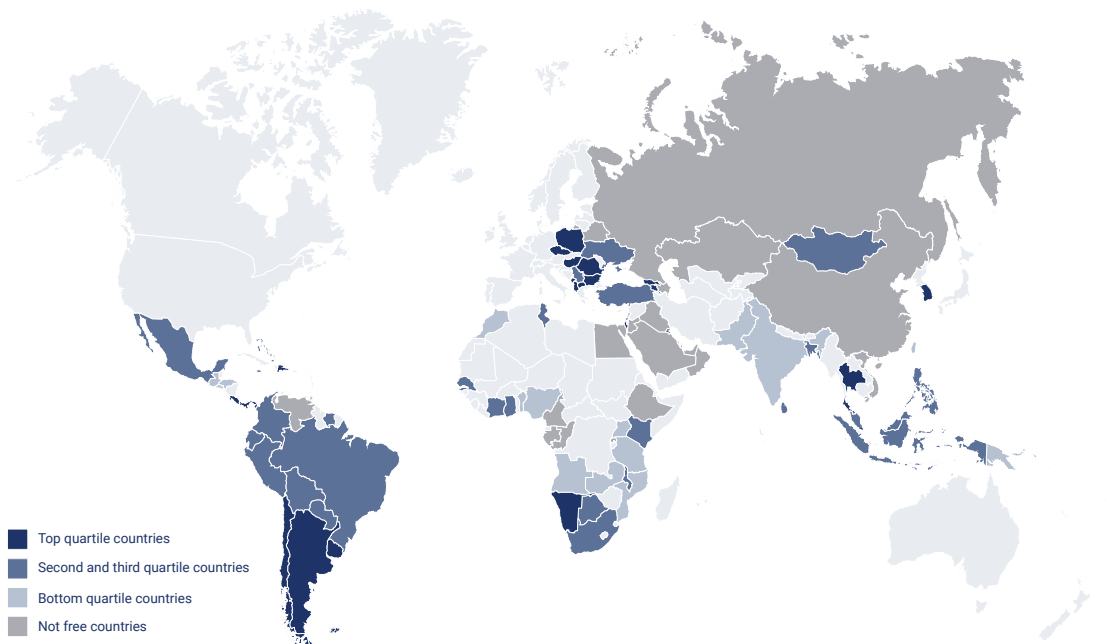 Top quartile countries
Second and third quartile countries
Bottom quartile countries
Not free countries